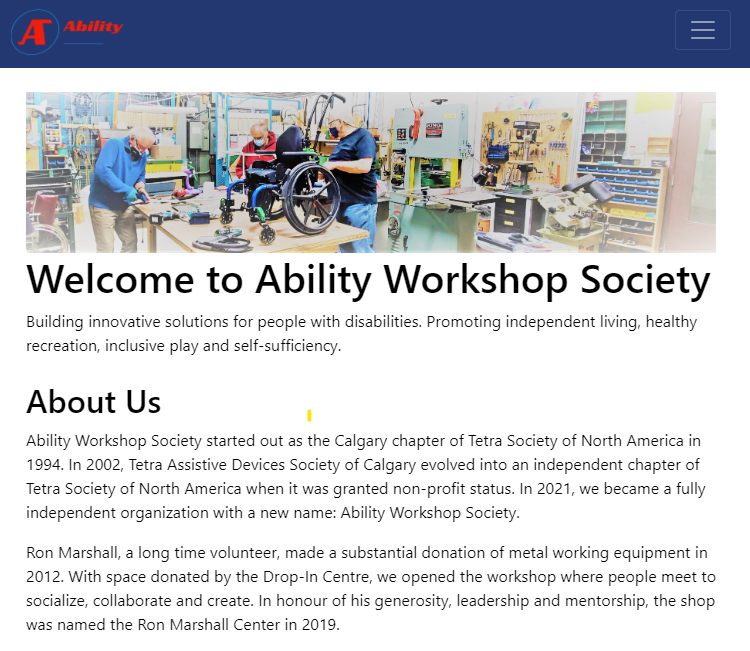 Ability
Welcome to Ability Workshop Society
Building innovative solutions for people with disabilities. Promoting independent living, healthy
recreation, inclusive play and self-sufficiency.
About Us
Ability Workshop Society started out as the Calgary chapter of Tetra Society of North America in
1994. In 2002, Tetra Assistive Devices Society of Calgary evolved into an independent chapter of
Tetra Society of North America when it was granted non-profit status. In 2021, we became a fully
independent organization with a new name: Ability Workshop Society.
Ron Marshall, a long time volunteer, made a substantial donation of metal working equipment in
2012. With space donated by the Drop-In Centre, we opened the workshop where people meet to
socialize, collaborate and create. In honour of his generosity, leadership and mentorship, the shop
was named the Ron Marshall Center in 2019.